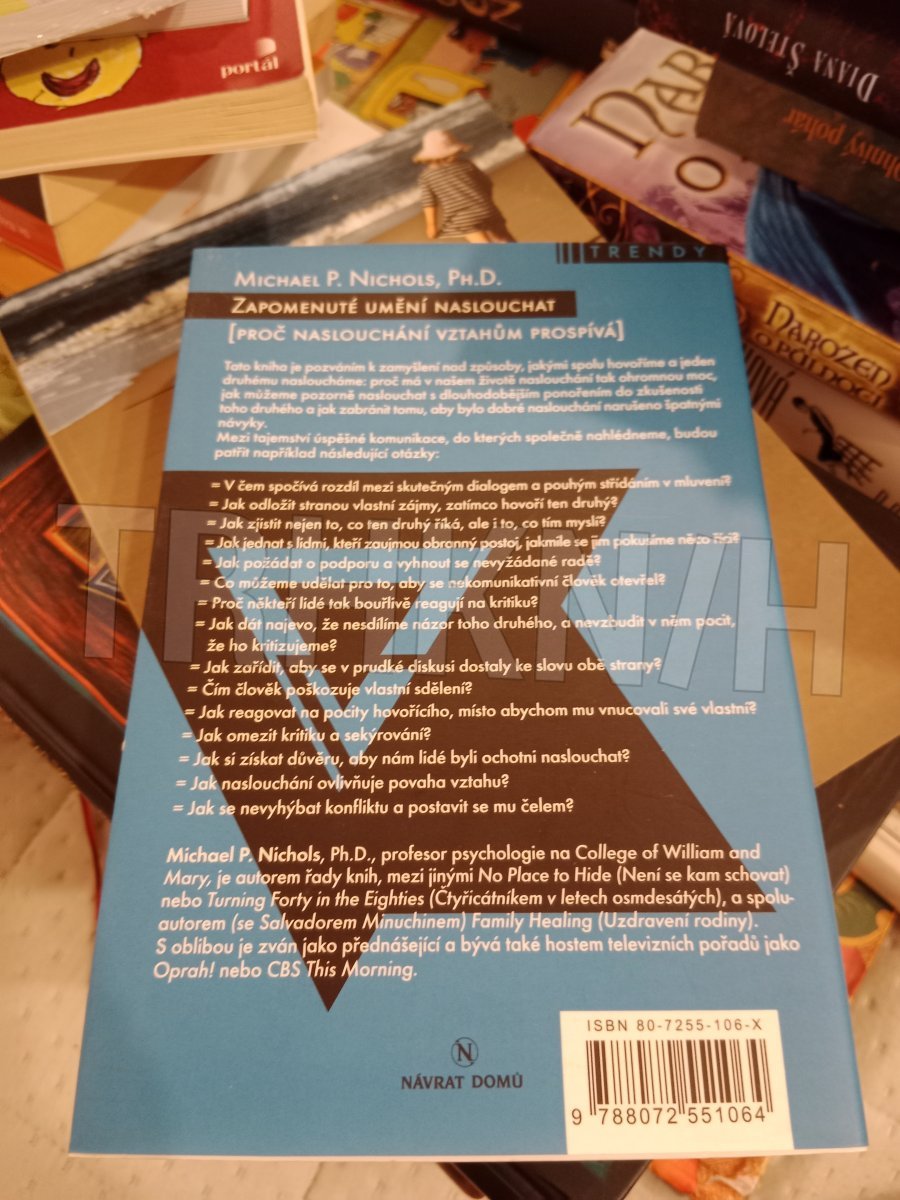 portál
DIANA ŠTELOVÁ
ohnivý pohár
NAR
O
NAROZEN
O PŮLNOCI
TRENDY
MICHAEL P. NICHOLS, PH.D.
ZAPOMENUTÉ UMĚNÍ NASLOUCHAT
[PROČ NASLOUCHÁNÍ VZTAHŮM PROSPÍVÁ]
Tato kniha je pozváním k zamyšlení nad způsoby, jakými spolu hovoříme a jeden
druhému nasloucháme: proč má v našem životě naslouchání tak ohromnou moc,
jak můžeme pozorně naslouchat s dlouhodobějším ponořením do zkušenosti
toho druhého a jak zabránit tomu, aby bylo dobré naslouchání narušeno špatnými
návyky.
Mezi tajemství úspěšné komunikace, do kterých společně nahlédneme, budou
patřit například následující otázky:
= V čem spočívá rozdíl mezi skutečným dialogem a pouhým střídáním v mluvení?
= Jak odložit stranou vlastní zájmy, zatímco hovoří ten druhý?
= Jak zjistit nejen to, co ten druhý říká, ale i to, co tím myslí?
= Jak jednat s lidmi, kteří zaujmou obranný postoj, jakmile se jim pokusíme něco říci?
= Jak požádat o podporu a vyhnout se nevyžádané radě?
= Co můžeme udělat pro to, aby se nekomunikativní člověk otevřel?
= Proč někteří lidé tak bouřlivě reagují na kritiku?
= Jak dát najevo, že nesdílíme názor toho druhého, a nevzbudit v něm pocit,
že ho kritizujeme?
= Jak zařídit, aby se v prudké diskusi dostaly ke slovu obě strany?
= Čím člověk poškozuje vlastní sdělení?
= Jak reagovat na pocity hovořícího, místo abychom mu vnucovali své vlastní?
= Jak omezit kritiku a sekýrování?
= Jak si získat důvěru, aby nám lidé byli ochotni naslouchat?
= Jak naslouchání ovlivňuje povaha vztahu?
= Jak se nevyhýbat konfliktu a postavit se mu čelem?
Michael P. Nichols, Ph.D., profesor psychologie na College of William and
Mary, je autorem řady knih, mezi jinými No Place to Hide (Není se kam schovat)
nebo Turning Forty in the Eighties (Čtyřicátníkem v letech osmdesátých), a spolu-
autorem (se Salvadorem Minuchinem) Family Healing (Uzdravení rodiny).
S oblibou je zván jako přednášející a bývá také hostem televizních pořadů jako
Oprah! nebo CBS This Morning.
N
NÁVRAT DOMŮ
ISBN 80-7255-106-X
9 788072 551064